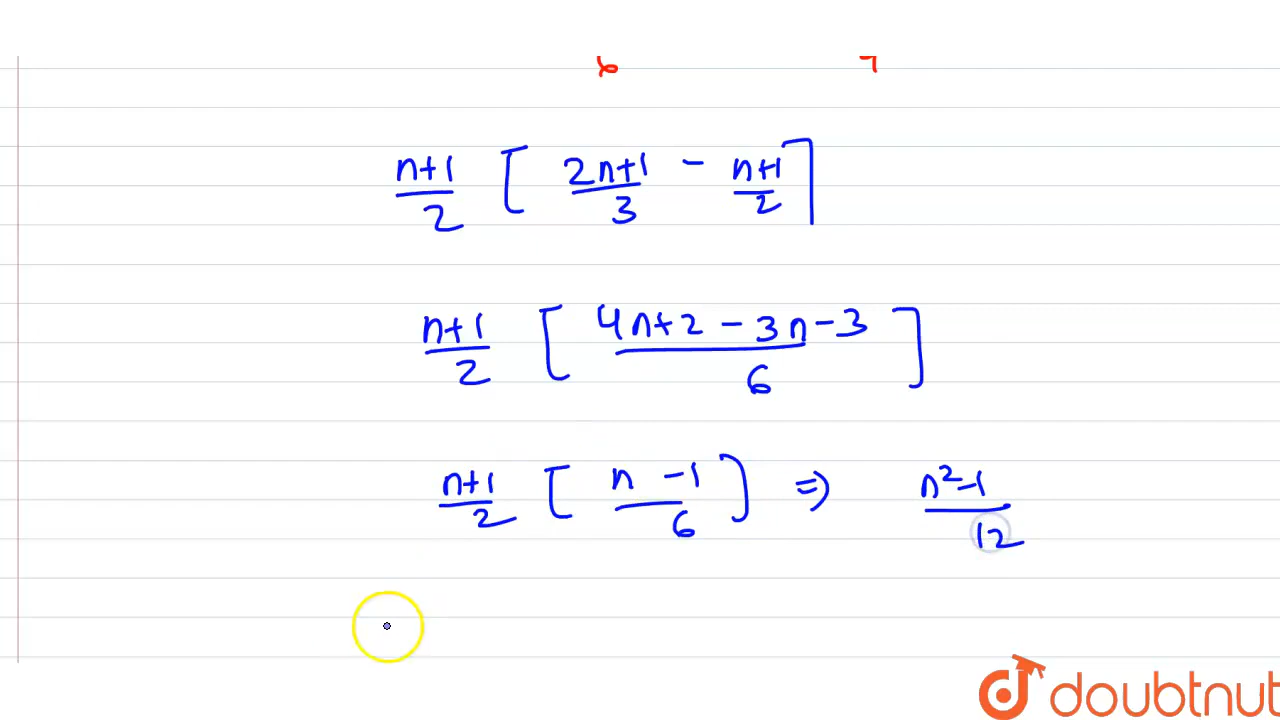 6 4
n+1/2 [ 2n+1/3 - n+1/2 ]
n+1/2 [ 4n+2-3n-3/6 ]
n+1/2 [ n-1/6 ] ⇒ n²-1/12
doubtnut